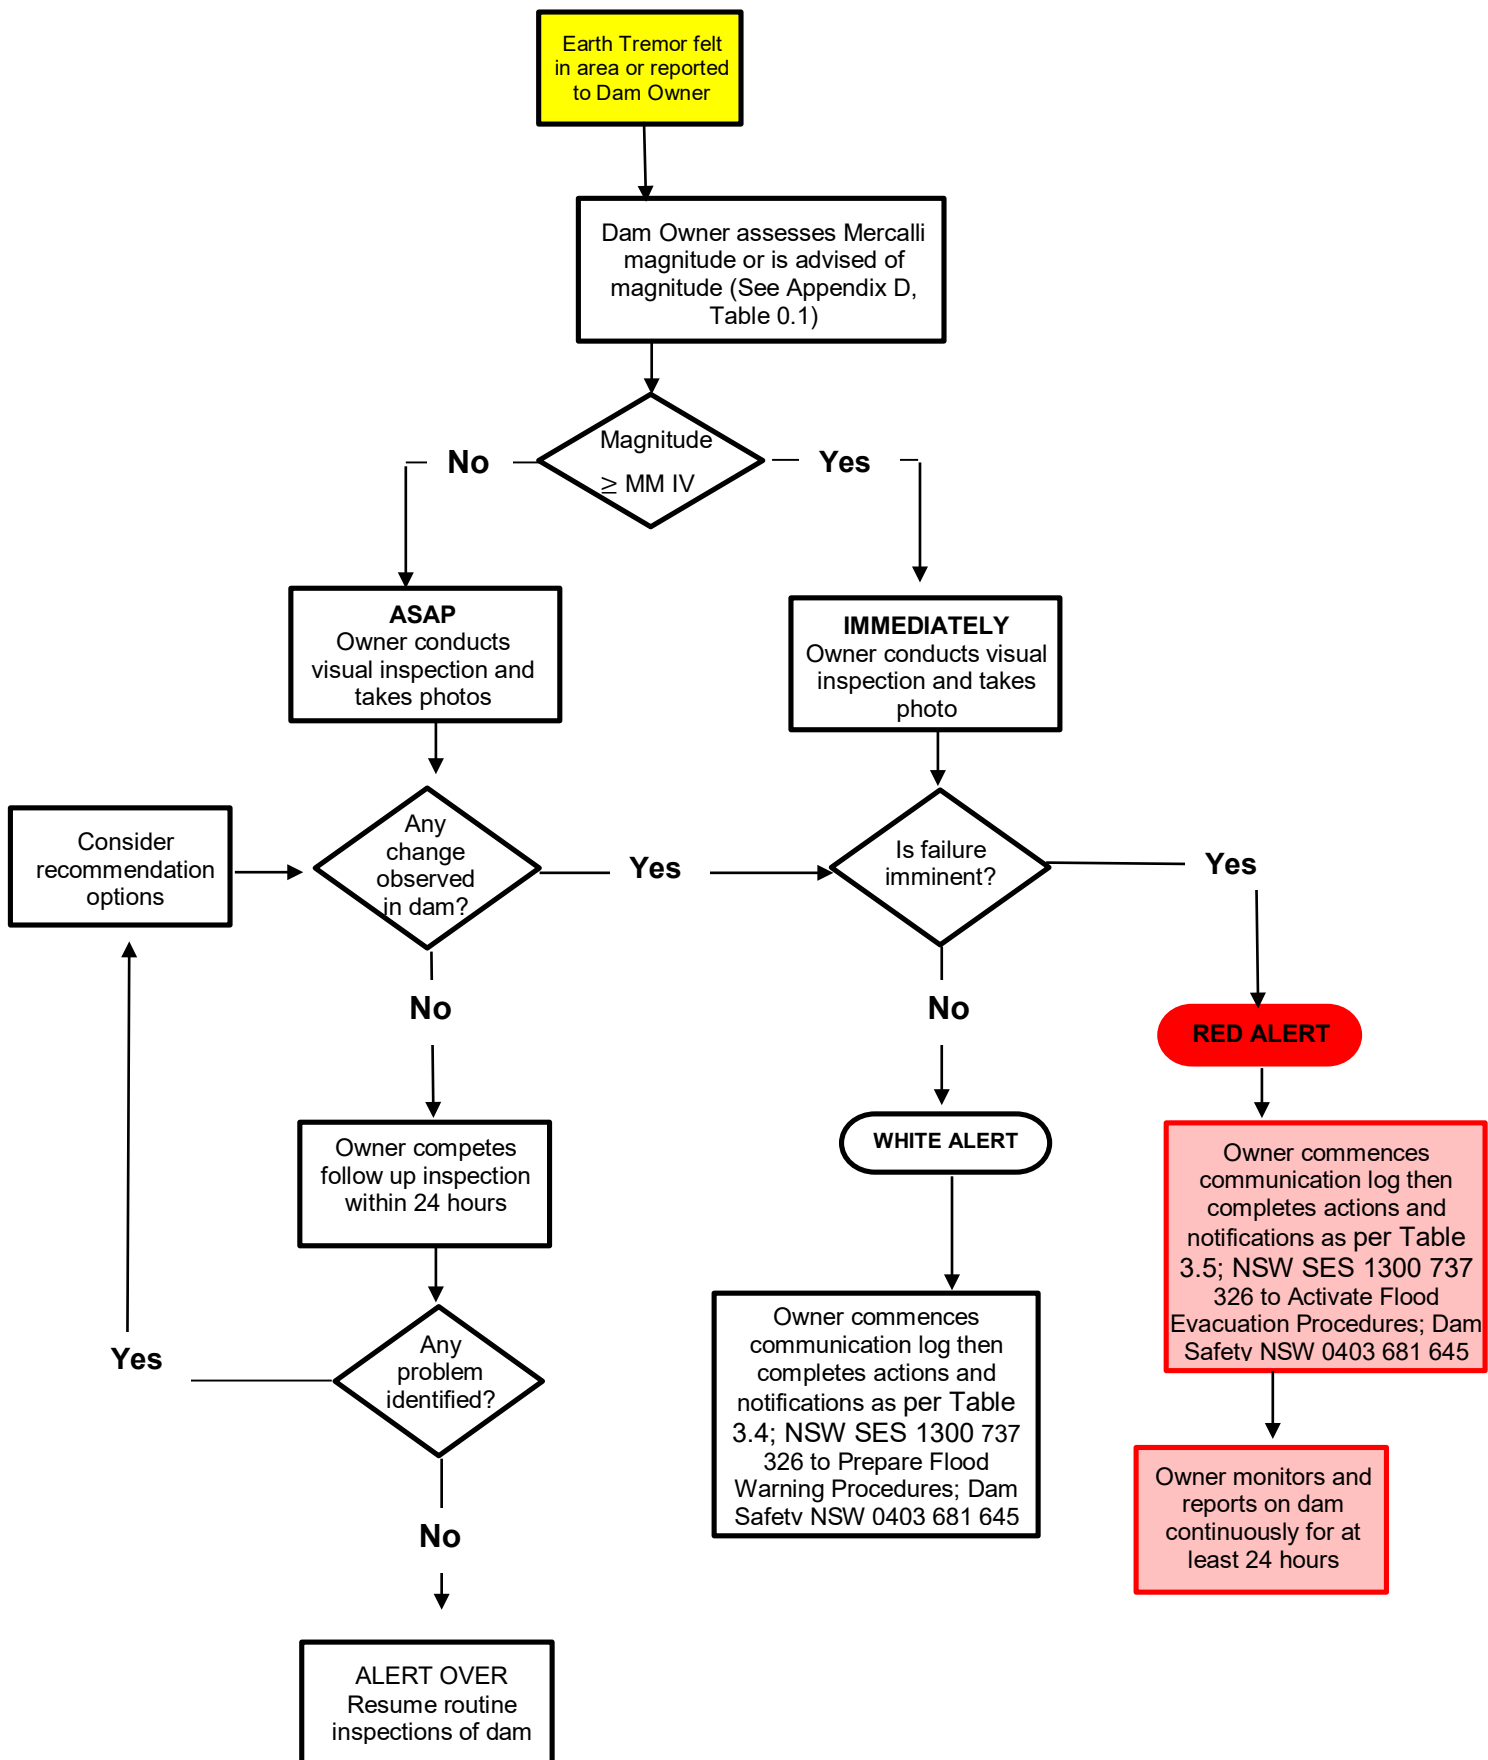 Earth Tremor felt
in area or reported
to Dam Owner
Dam Owner assesses Mercalli
magnitude or is advised of
magnitude (See Appendix D,
Table 0.1)
Magnitude
≥ MM IV
No
Yes
ASAP
Owner conducts
visual inspection and
takes photos
IMMEDIATELY
Owner conducts visual
inspection and takes
photo
Consider
recommendation
options
Any
change
observed
in dam?
Yes
Is failure
imminent?
Yes
No
No
RED ALERT
WHITE ALERT
Owner competes
follow up inspection
within 24 hours
Owner commences
communication log then
completes actions and
notifications as per Table
3.5; NSW SES 1300 737
326 to Activate Flood
Evacuation Procedures; Dam
Safety NSW 0403 681 645
Any
problem
identified?
Yes
Owner commences
communication log then
completes actions and
notifications as per Table
3.4; NSW SES 1300 737
326 to Prepare Flood
Warning Procedures; Dam
Safety NSW 0403 681 645
Owner monitors and
reports on dam
continuously for at
least 24 hours
No
ALERT OVER
Resume routine
inspections of dam